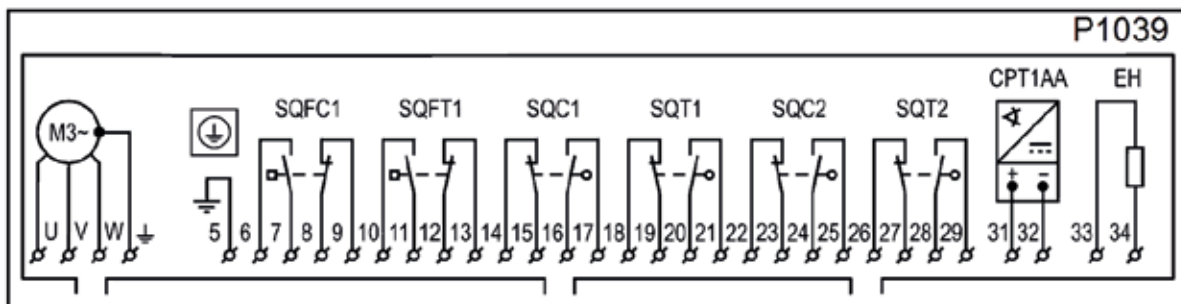 P1039
CPT1AA EH
SQFC1 SQFT1 SQC1 SQT1 SQC2 SQT2
M3~
+ −
U V W 5 6 7 8 9 10 11 12 13 14 15 16 17 18 19 20 21 22 23 24 25 26 27 28 29 31 32 33 34